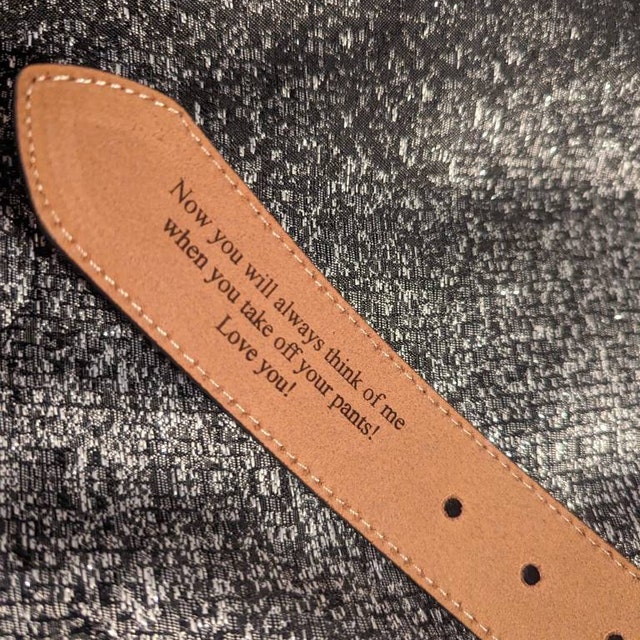 Now you will always think of me
when you take off your pants!
Love you!